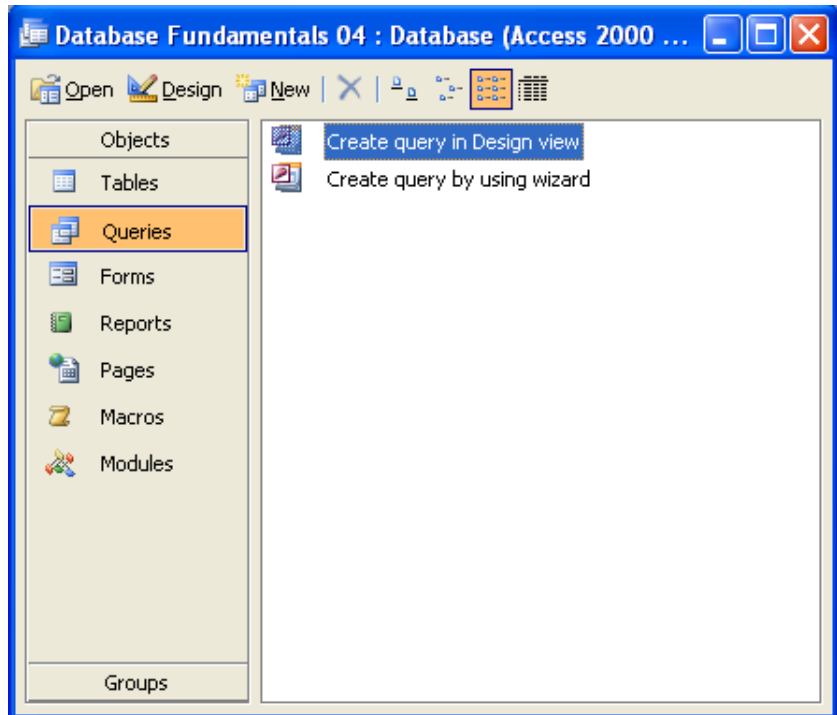 Database Fundamentals 04 : Database (Access 2000 ...
Open Design New
Objects
Tables
Queries
Forms
Reports
Pages
Macros
Modules
Groups
Create query in Design view
Create query by using wizard